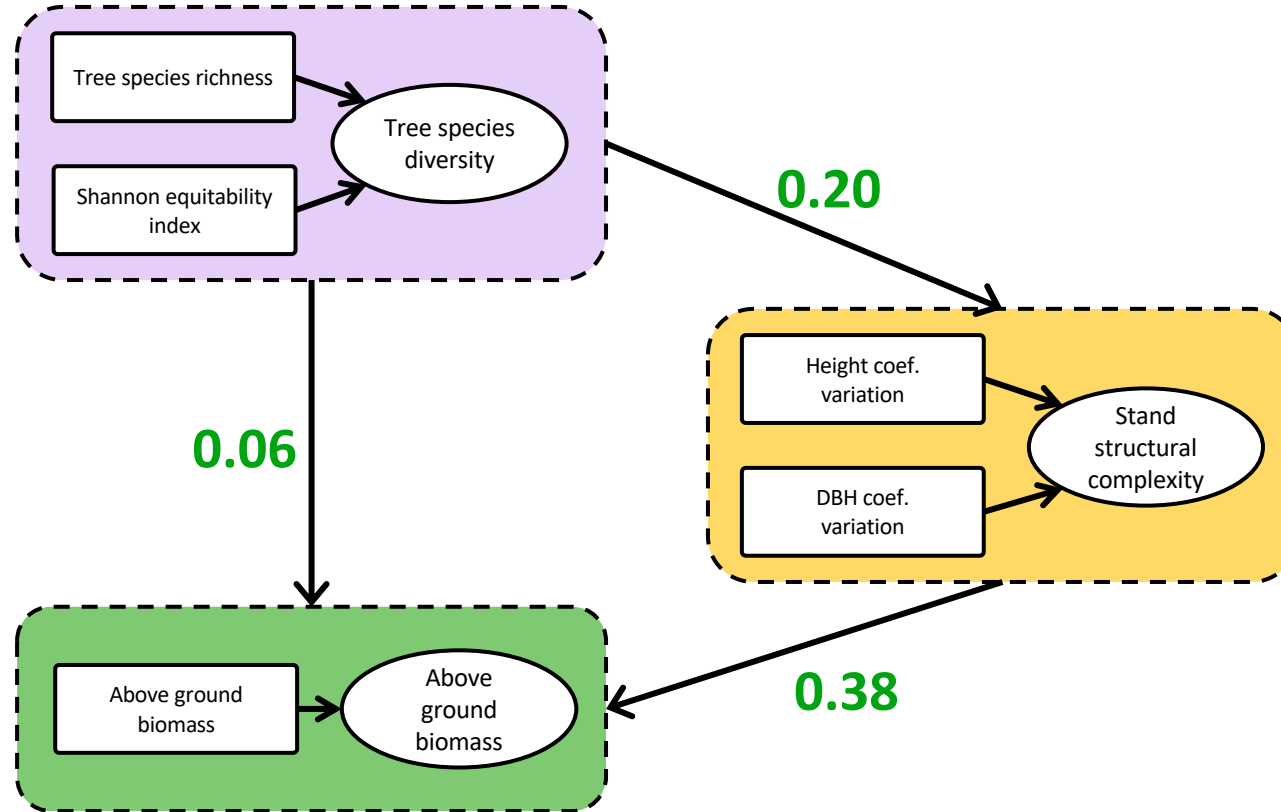 Tree species richness
Tree species
diversity
Shannon equitability
index
0.20
Height coef.
variation
Stand
structural
complexity
DBH coef.
variation
0.06
Above ground
biomass
Above
ground
biomass
0.38